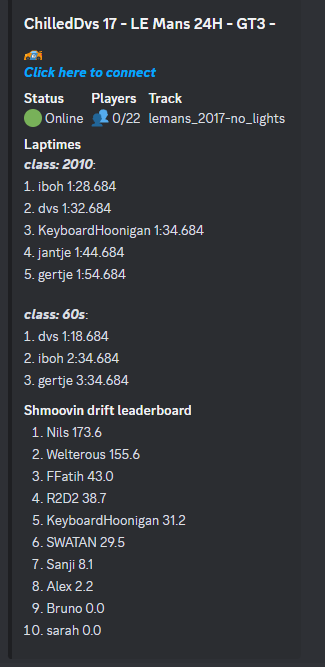 ChilledDvs 17 - LE Mans 24H - GT3 -
Click here to connect
Status Players Track
Online 0/22 lemans_2017-no_lights
Laptimes
class: 2010:
1. iboh 1:28.684
2. dvs 1:32.684
3. KeyboardHoonigan 1:34.684
4. jantje 1:44.684
5. gertje 1:54.684
class: 60s:
1. dvs 1:18.684
2. iboh 2:34.684
3. gertje 3:34.684
Shmoovin drift leaderboard
1. Nils 173.6
2. Welterous 155.6
3. FFatih 43.0
4. R2D2 38.7
5. KeyboardHoonigan 31.2
6. SWATAN 29.5
7. Sanji 8.1
8. Alex 2.2
9. Bruno 0.0
10. sarah 0.0